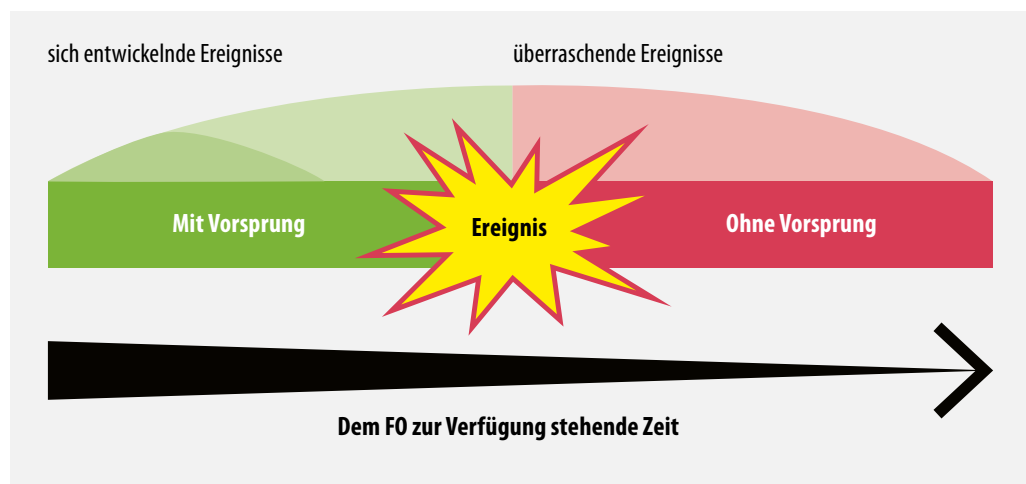 sich entwickelnde Ereignisse
überraschende Ereignisse
Mit Vorsprung
Ereignis
Ohne Vorsprung
Dem FO zur Verfügung stehende Zeit